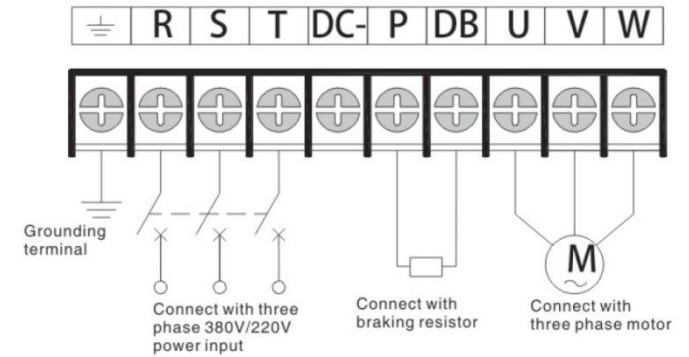 R S T DC- P DB U V W
Grounding
terminal
Connect with three
phase 380V/220V
power input
Connect with
braking resistor
M
Connect with
three phase motor